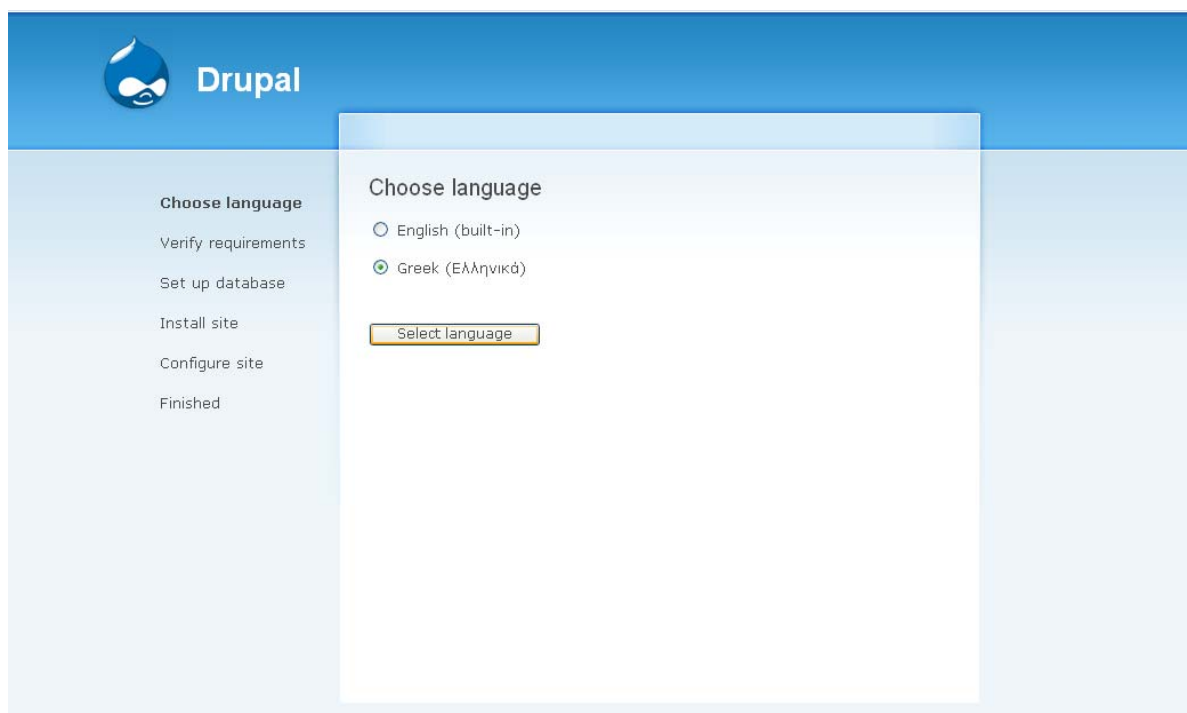 Drupal
Choose language
Verify requirements
Set up database
Install site
Configure site
Finished
Choose language
English (built-in)
Greek (Ελληνικά)
Select language